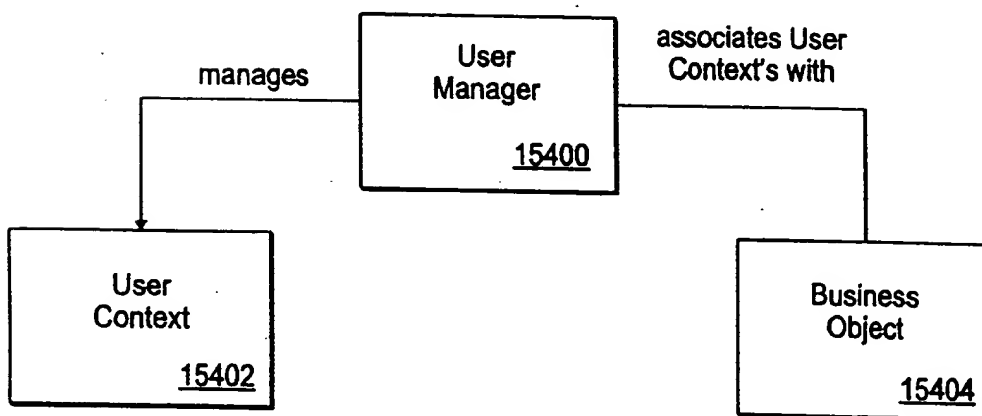 User
Manager
15400
manages
associates User
Context's with
User
Context
15402
Business
Object
15404